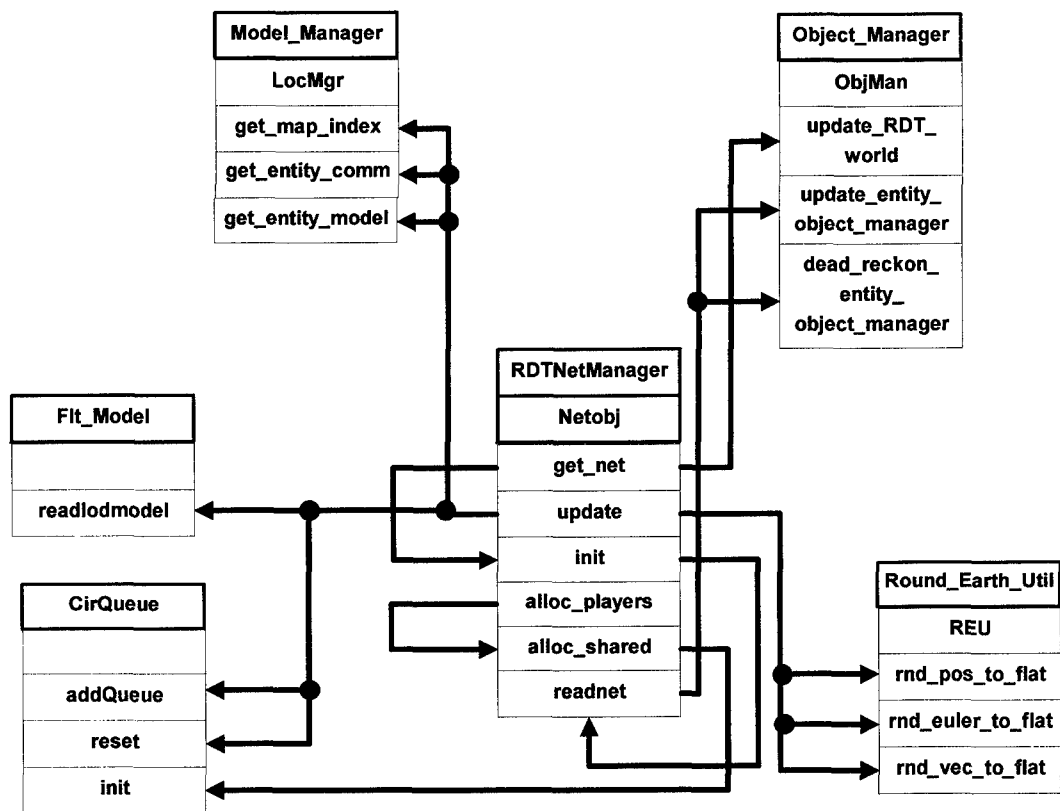 Model_Manager
LocMgr
get_map_index
get_entity_comm
get_entity_model
Object_Manager
ObjMan
update_RDT_
world
update_entity_
object_manager
dead_reckon_
entity_
object_manager
RDTNetManager
Netobj
get_net
update
init
alloc_players
alloc_shared
readnet
Flt_Model
readlodmodel
CirQueue
addQueue
reset
init
Round_Earth_Util
REU
rnd_pos_to_flat
rnd_euler_to_flat
rnd_vec_to_flat